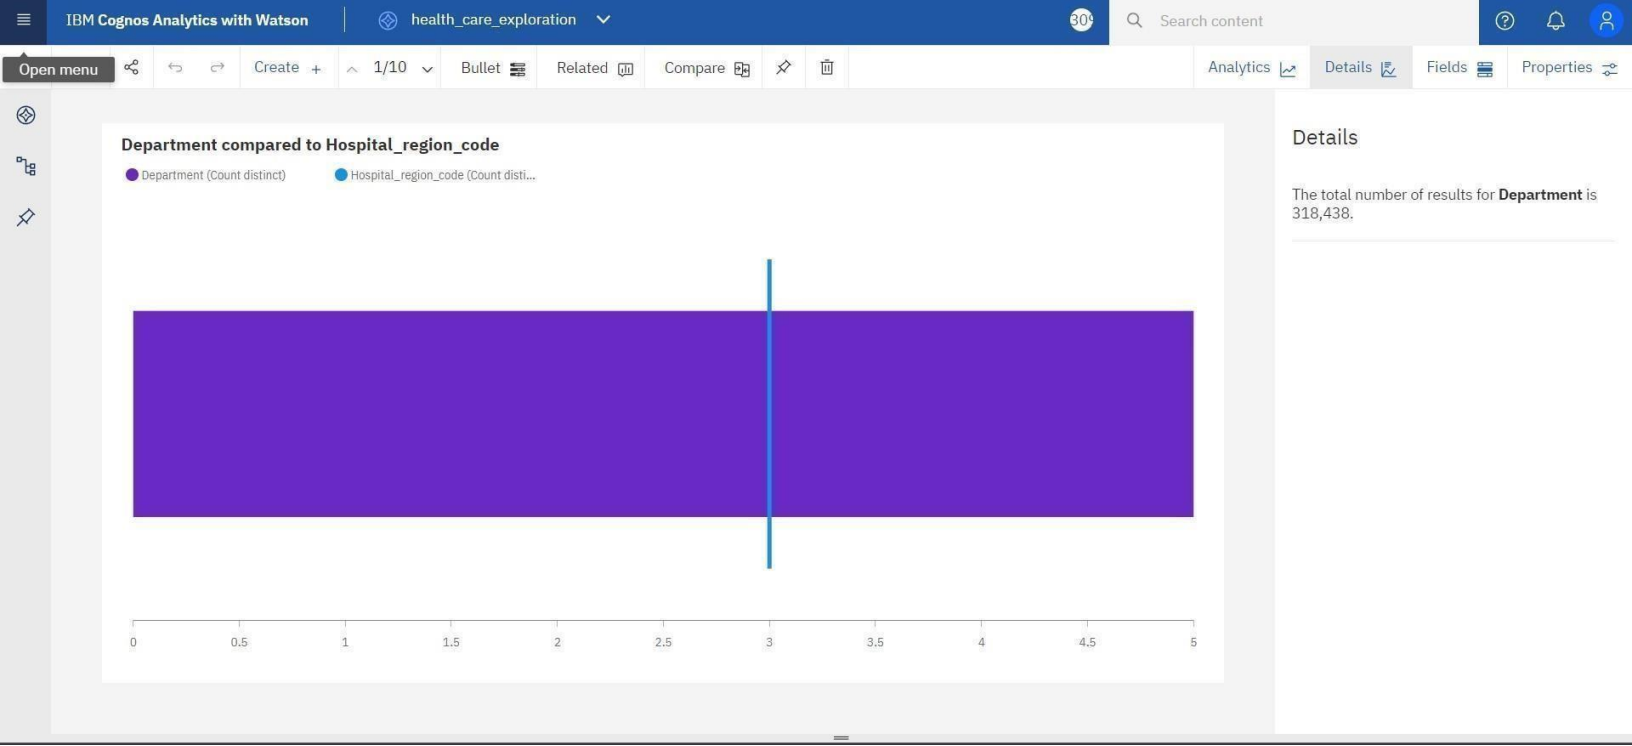 IBM Cognos Analytics with Watson
health_care_exploration
Search content
Open menu
Create +
1/10
Bullet
Related
Compare
Analytics
Details
Fields
Properties
Department compared to Hospital_region_code
Department (Count distinct)
Hospital_region_code (Count disti...
0 0.5 1 1.5 2 2.5 3 3.5 4 4.5 5
Details
The total number of results for Department is
318,438.